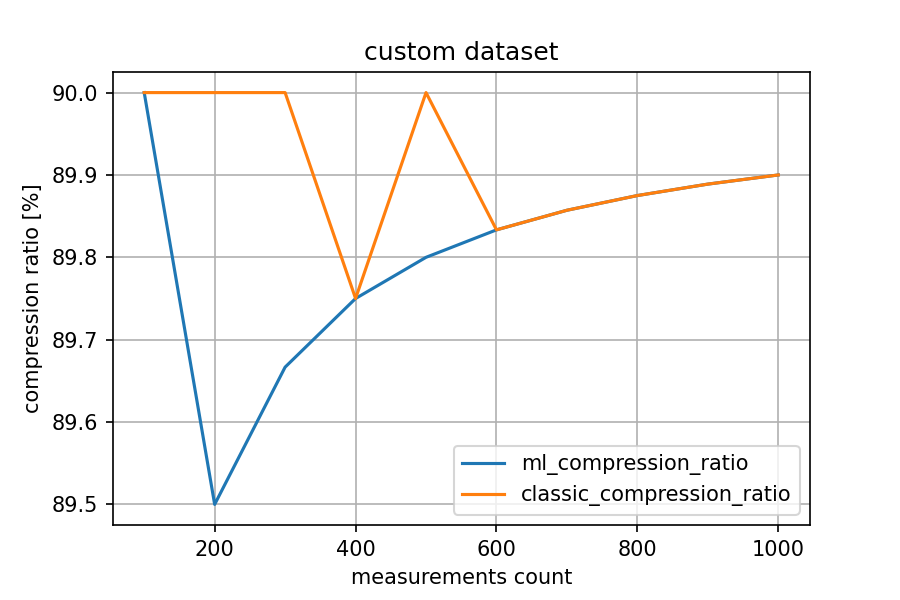 custom dataset
compression ratio [%]
90.0
89.9
89.8
89.7
89.6
89.5
ml_compression_ratio
classic_compression_ratio
200 400 600 800 1000
measurements count